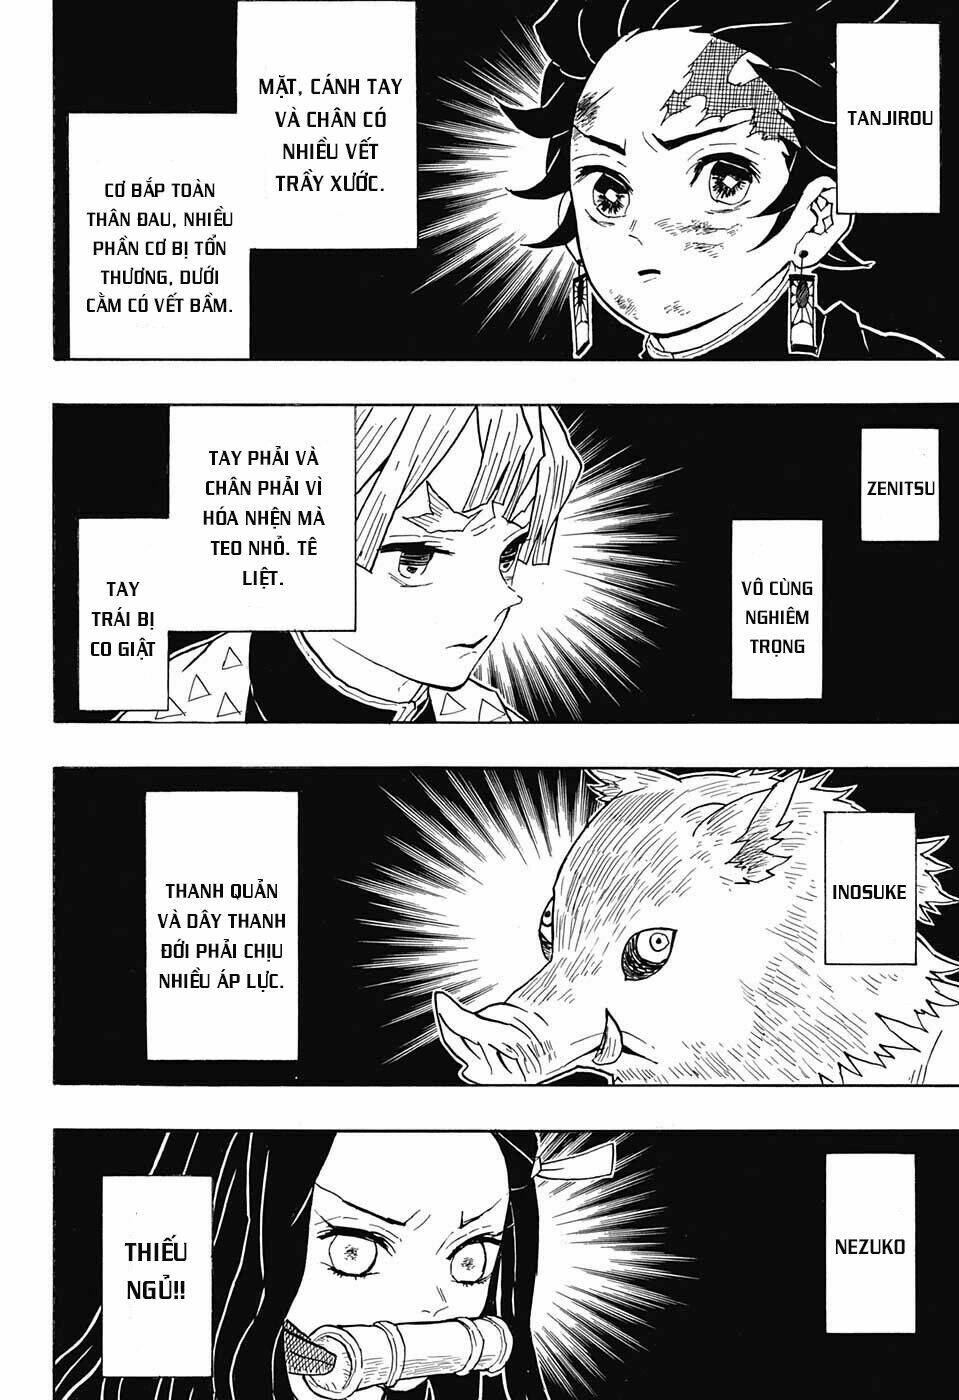 TANJIROU
MẶT, CÁNH TAY
VÀ CHÂN CÓ
NHIỀU VẾT
TRẦY XƯỚC.
CƠ BẮP TOÀN
THÂN ĐAU, NHIỀU
PHẦN CƠ BỊ TỔN
THƯƠNG, DƯỚI
CẰM CÓ VẾT BẦM.
ZENITSU
VÔ CÙNG
NGHIÊM
TRỌNG
TAY PHẢI VÀ
CHÂN PHẢI VÌ
HÓA NHỆN MÀ
TEO NHỎ. TÊ
LIỆT.
TAY
TRÁI BỊ
CO GIẬT
INOSUKE
THANH QUẢN
VÀ DÂY THANH
ĐỚI PHẢI CHỊU
NHIỀU ÁP LỰC.
NEZUKO
THIẾU
NGỦ!!